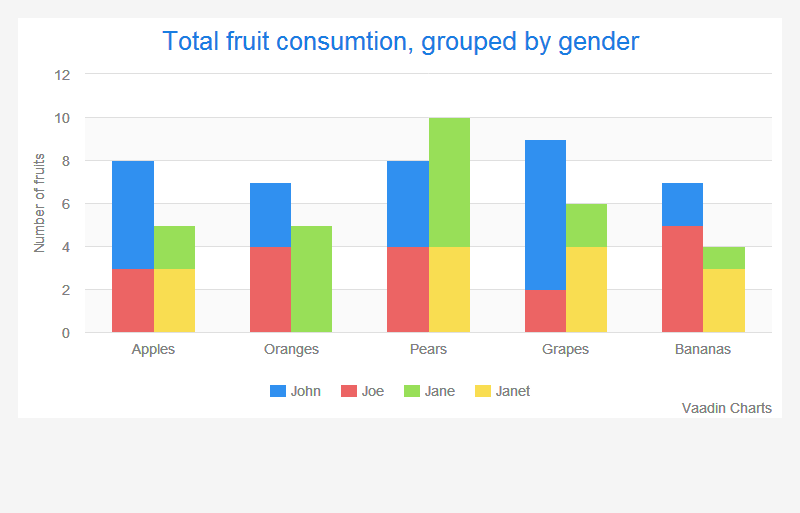 Total fruit consumtion, grouped by gender
Number of fruits
12
10
8
6
4
2
0
Apples Oranges Pears Grapes Bananas
John Joe Jane Janet
Vaadin Charts